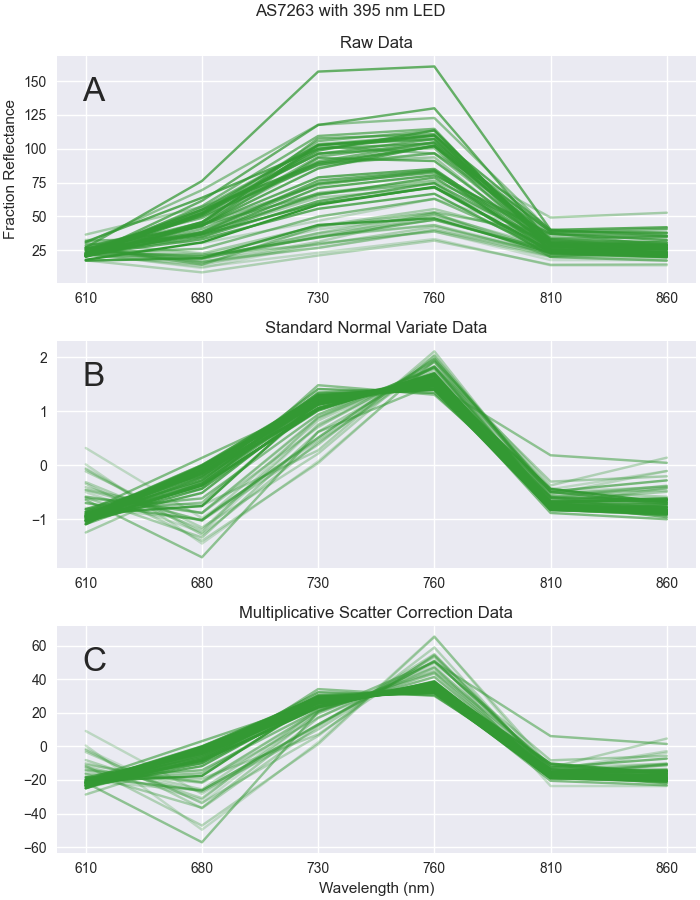 AS7263 with 395 nm LED
Raw Data
A
Fraction Reflectance
150
125
100
75
50
25
610 680 730 760 810 860
Standard Normal Variate Data
B
2
1
0
−1
610 680 730 760 810 860
Multiplicative Scatter Correction Data
C
60
40
20
0
−20
−40
−60
610 680 730 760 810 860
Wavelength (nm)